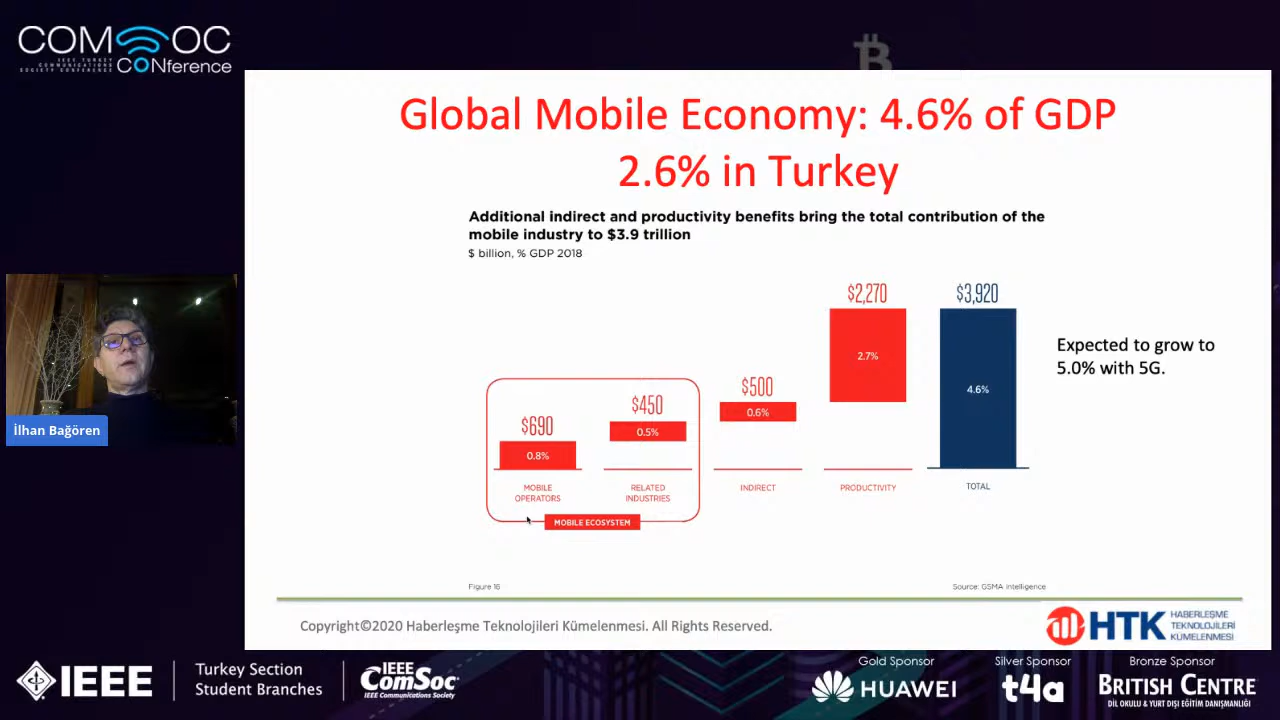 COMSOC
IEEE TURKEY COMMUNICATIONS
SOCIETY CONFERENCE
CONference
Global Mobile Economy: 4.6% of GDP
2.6% in Turkey
Additional indirect and productivity benefits bring the total contribution of the
mobile industry to $3.9 trillion
$ billion, % GDP 2018
$690
0.8%
MOBILE
OPERATORS
$450
0.5%
RELATED
INDUSTRIES
MOBILE ECOSYSTEM
$500
0.6%
INDIRECT
$2,270
2.7%
PRODUCTIVITY
$3,920
4.6%
TOTAL
Expected to grow to
5.0% with 5G.
İlhan Bağören
Figure 16
Source: GSMA Intelligence
Copyright©2020 Haberleşme Teknolojileri Kümelenmesi. All Rights Reserved.
HTK
HABERLEŞME
TEKNOLOJİLERİ
KÜMELENMESİ
IEEE
Turkey Section
Student Branches
IEEE
ComSoc
IEEE Communications Society
Gold Sponsor
HUAWEI
Silver Sponsor
t4a
Bronze Sponsor
BRITISH CENTRE
DİL OKULU & YURT DIŞI EĞİTİM DANIŞMANLIĞI